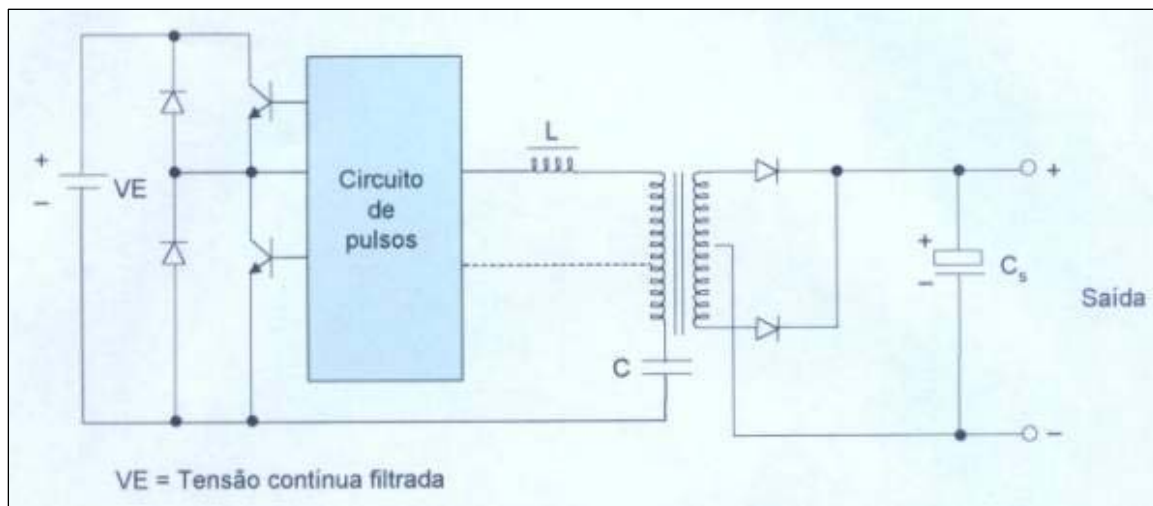 +
VE
−
Circuito
de
pulsos
L
C
+
+
−
Cs
Saída
−
VE = Tensão contínua filtrada